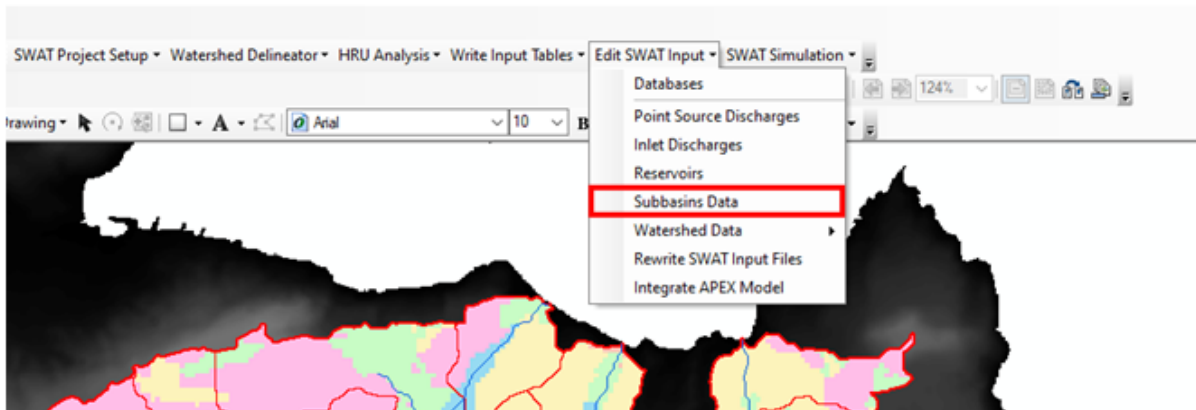 SWAT Project Setup Watershed Delineator HRU Analysis Write Input Tables Edit SWAT Input SWAT Simulation
Databases
124%
Point Source Discharges
rawing A Arial 10 B
Inlet Discharges
Reservoirs
Subbasins Data
Watershed Data
Rewrite SWAT Input Files
Integrate APEX Model